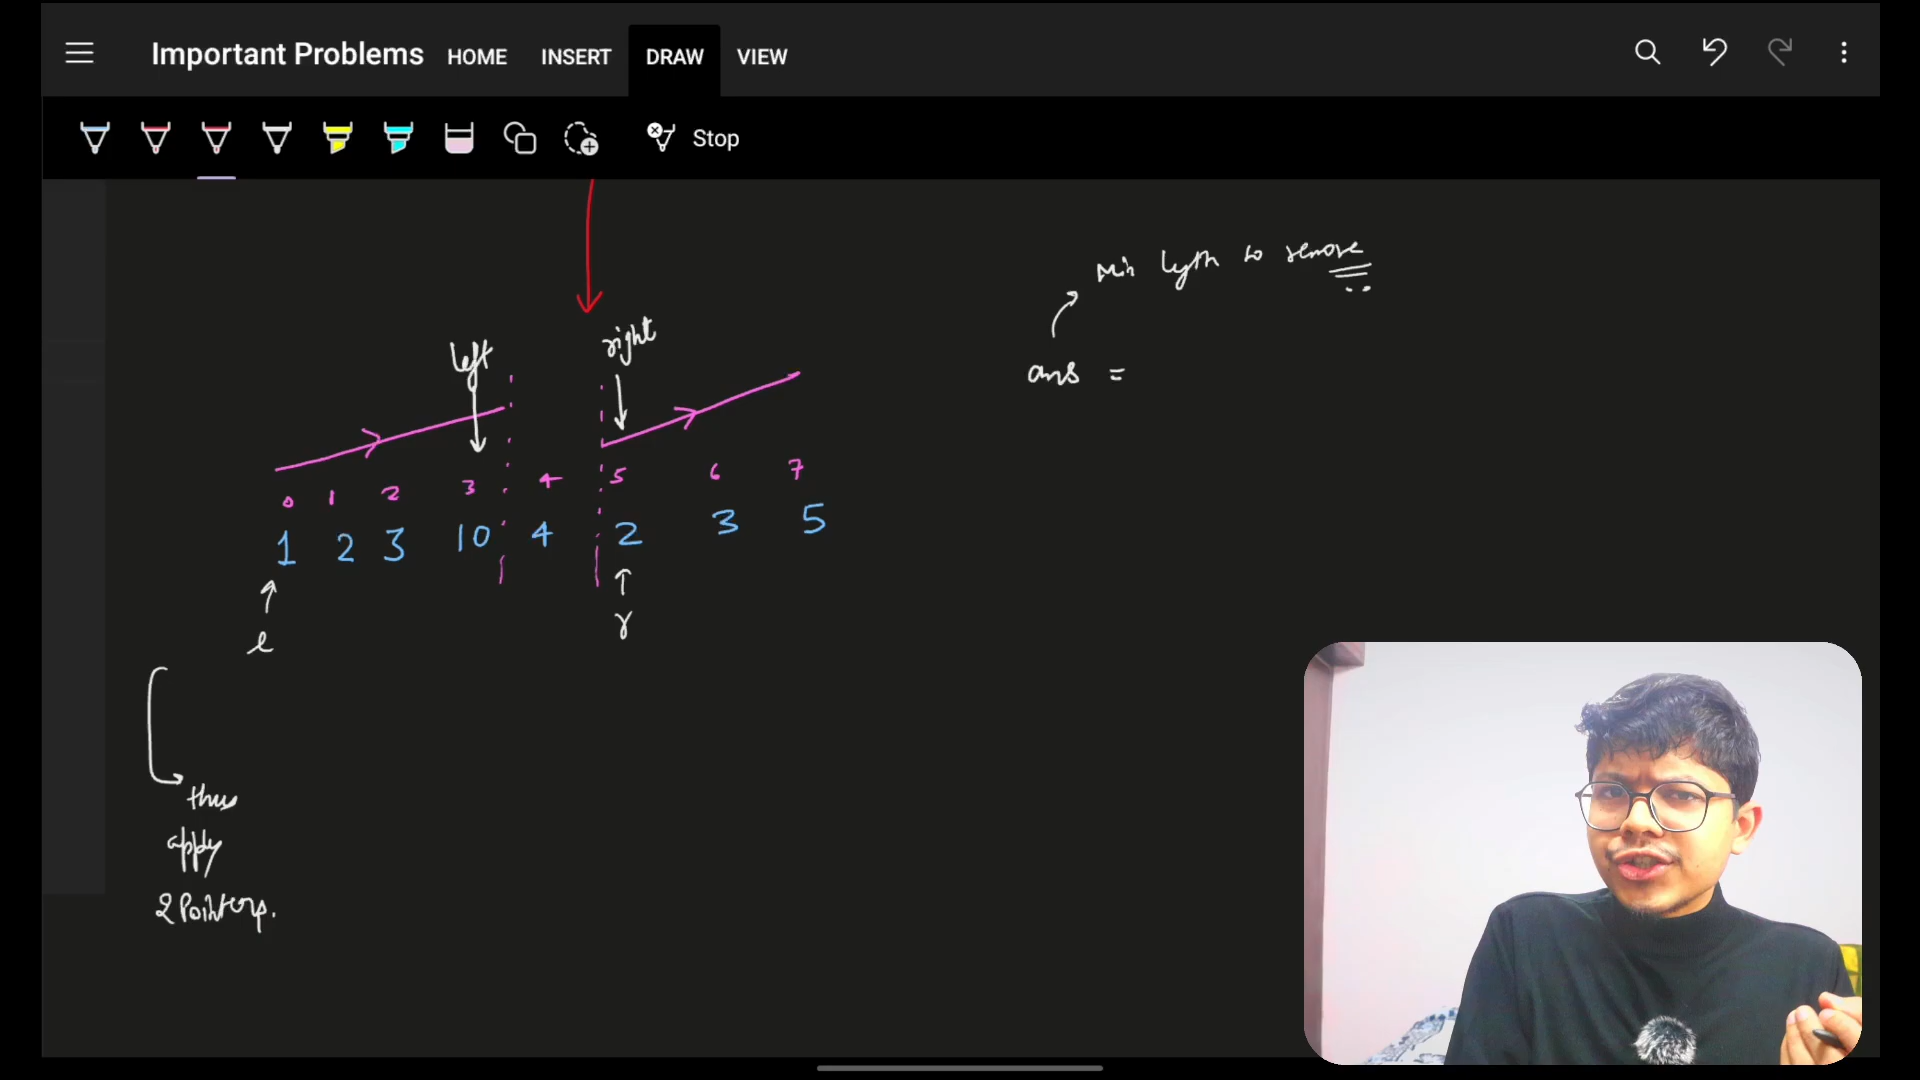 Important Problems HOME INSERT DRAW VIEW
Stop
Min lgth to remove
ans =
left
right
0 1 2 3 4 5 6 7
1 2 3 10 4 2 3 5
l
r
thus
apply
2 Pointers.